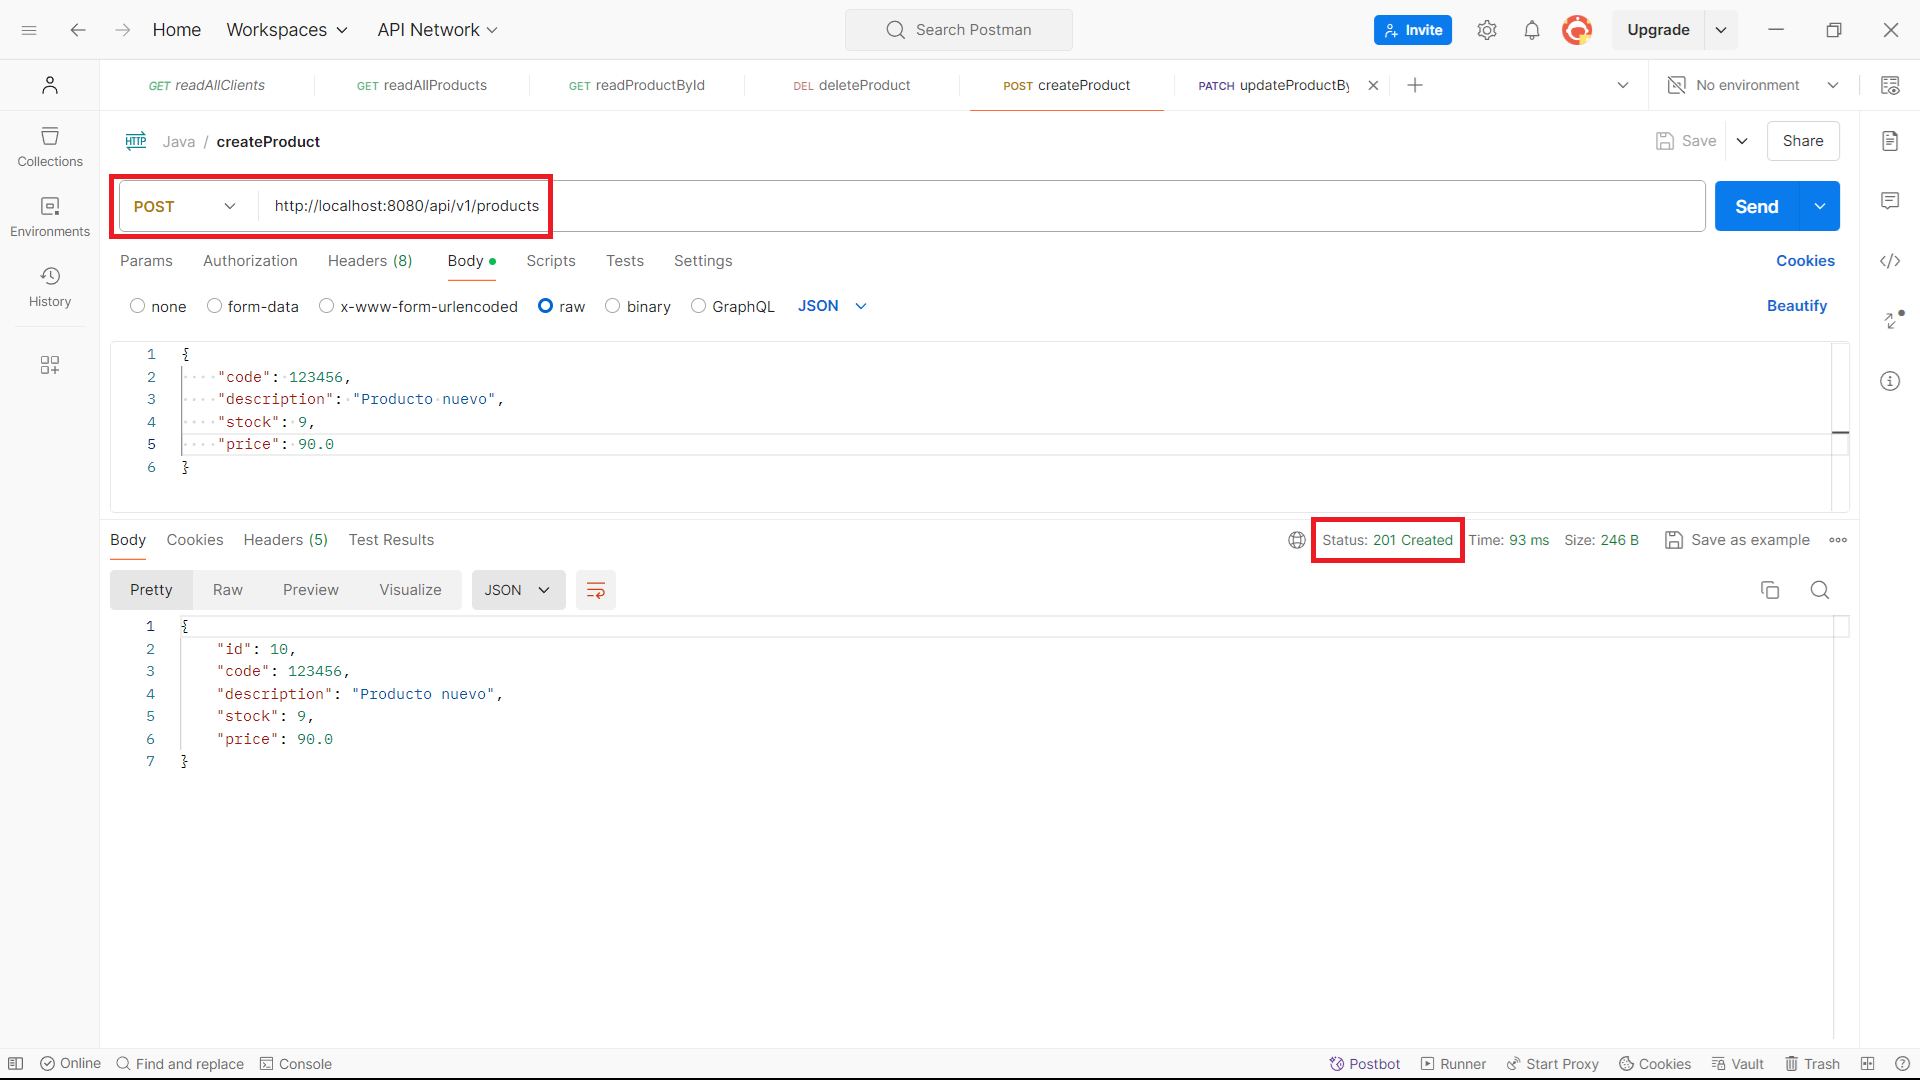 Home Workspaces API Network Search Postman Invite Upgrade
GET readAllClients GET readAllProducts GET readProductById DEL deleteProduct POST createProduct PATCH updateProductBy No environment
HTTP Java / createProduct Save Share
Collections
POST http://localhost:8080/api/v1/products Send
Environments
Params Authorization Headers (8) Body Scripts Tests Settings Cookies
History
none form-data x-www-form-urlencoded raw binary GraphQL JSON Beautify
1 {
2 "code": 123456,
3 "description": "Producto nuevo",
4 "stock": 9,
5 "price": 90.0
6 }
Body Cookies Headers (5) Test Results Status: 201 Created Time: 93 ms Size: 246 B Save as example
Pretty Raw Preview Visualize JSON
1 {
2 "id": 10,
3 "code": 123456,
4 "description": "Producto nuevo",
5 "stock": 9,
6 "price": 90.0
7 }
Online Find and replace Console Postbot Runner Start Proxy Cookies Vault Trash